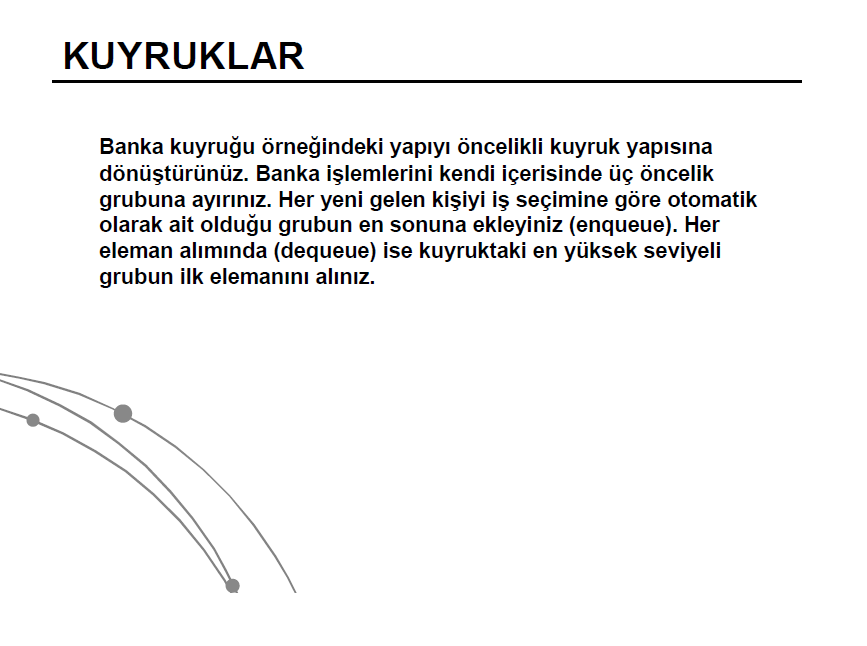 KUYRUKLAR
Banka kuyruğu örneğindeki yapıyı öncelikli kuyruk yapısına
dönüştürünüz. Banka işlemlerini kendi içerisinde üç öncelik
grubuna ayırınız. Her yeni gelen kişiyi iş seçimine göre otomatik
olarak ait olduğu grubun en sonuna ekleyiniz (enqueue). Her
eleman alımında (dequeue) ise kuyruktaki en yüksek seviyeli
grubun ilk elemanını alınız.